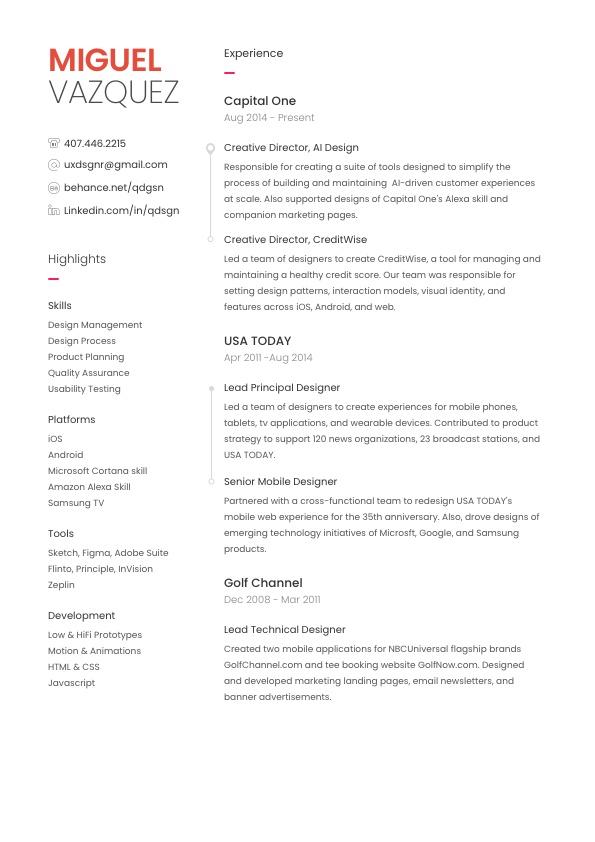 MIGUEL
VAZQUEZ
407.446.2215
uxdsgnr@gmail.com
behance.net/qdgsn
Linkedin.com/in/qdsgn
Highlights
Skills
Design Management
Design Process
Product Planning
Quality Assurance
Usability Testing
Platforms
iOS
Android
Microsoft Cortana skill
Amazon Alexa Skill
Samsung TV
Tools
Sketch, Figma, Adobe Suite
Flinto, Principle, InVision
Zeplin
Development
Low & HiFi Prototypes
Motion & Animations
HTML & CSS
Javascript
Experience
Capital One
Aug 2014 - Present
Creative Director, AI Design
Responsible for creating a suite of tools designed to simplify the
process of building and maintaining AI-driven customer experiences
at scale. Also supported designs of Capital One's Alexa skill and
companion marketing pages.
Creative Director, CreditWise
Led a team of designers to create CreditWise, a tool for managing and
maintaining a healthy credit score. Our team was responsible for
setting design patterns, interaction models, visual identity, and
features across iOS, Android, and web.
USA TODAY
Apr 2011 -Aug 2014
Lead Principal Designer
Led a team of designers to create experiences for mobile phones,
tablets, tv applications, and wearable devices. Contributed to product
strategy to support 120 news organizations, 23 broadcast stations, and
USA TODAY.
Senior Mobile Designer
Partnered with a cross-functional team to redesign USA TODAY's
mobile web experience for the 35th anniversary. Also, drove designs of
emerging technology initiatives of Microsft, Google, and Samsung
products.
Golf Channel
Dec 2008 - Mar 2011
Lead Technical Designer
Created two mobile applications for NBCUniversal flagship brands
GolfChannel.com and tee booking website GolfNow.com. Designed
and developed marketing landing pages, email newsletters, and
banner advertisements.